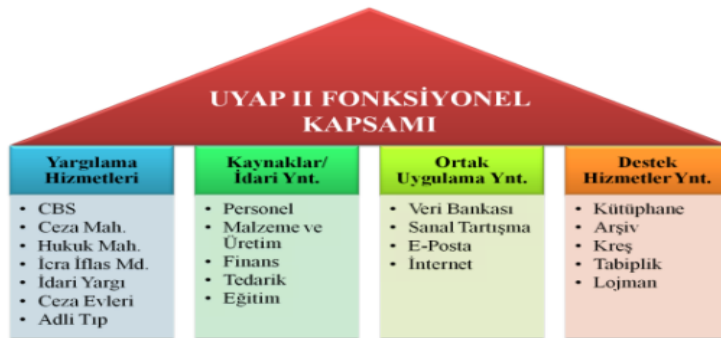 UYAP II FONKSİYONEL
KAPSAMI
Yargılama
Hizmetleri
• CBS
• Ceza Mah.
• Hukuk Mah.
• İcra İflas Md.
• İdari Yargı
• Ceza Evleri
• Adli Tıp
Kaynaklar/
İdari Ynt.
• Personel
• Malzeme ve
Üretim
• Finans
• Tedarik
• Eğitim
Ortak
Uygulama Ynt.
• Veri Bankası
• Sanal Tartışma
• E-Posta
• İnternet
Destek
Hizmetler Ynt.
• Kütüphane
• Arşiv
• Kreş
• Tabiplik
• Lojman